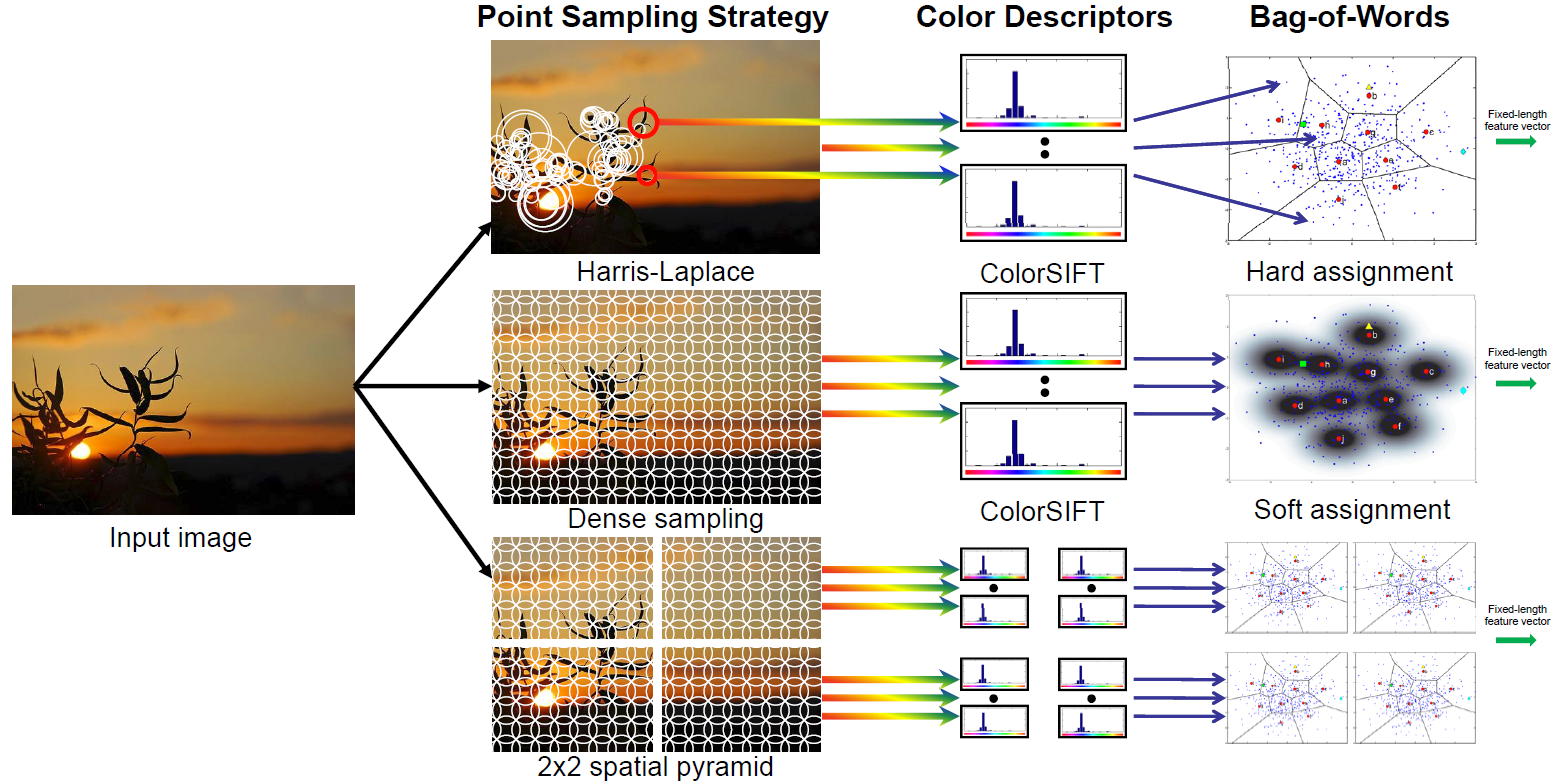 Point Sampling Strategy
Color Descriptors
Bag-of-Words
Fixed-length
feature vector
Harris-Laplace
ColorSIFT
Hard assignment
b
i
h
g
c
a
e
d
f
j
Fixed-length
feature vector
Input image
Dense sampling
ColorSIFT
Soft assignment
Fixed-length
feature vector
2x2 spatial pyramid